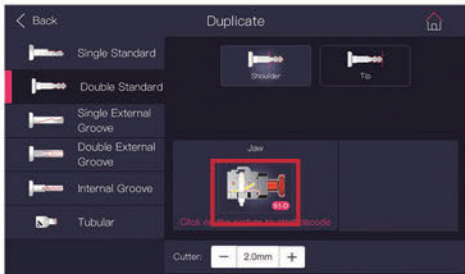 Back
Duplicate
Single Standard
Double Standard
Single External
Groove
Double External
Groove
Internal Groove
Tubular
Shoulder
Tip
Jaw
S1-D
Click on the picture to start decode
Cutter: − 2.0mm +